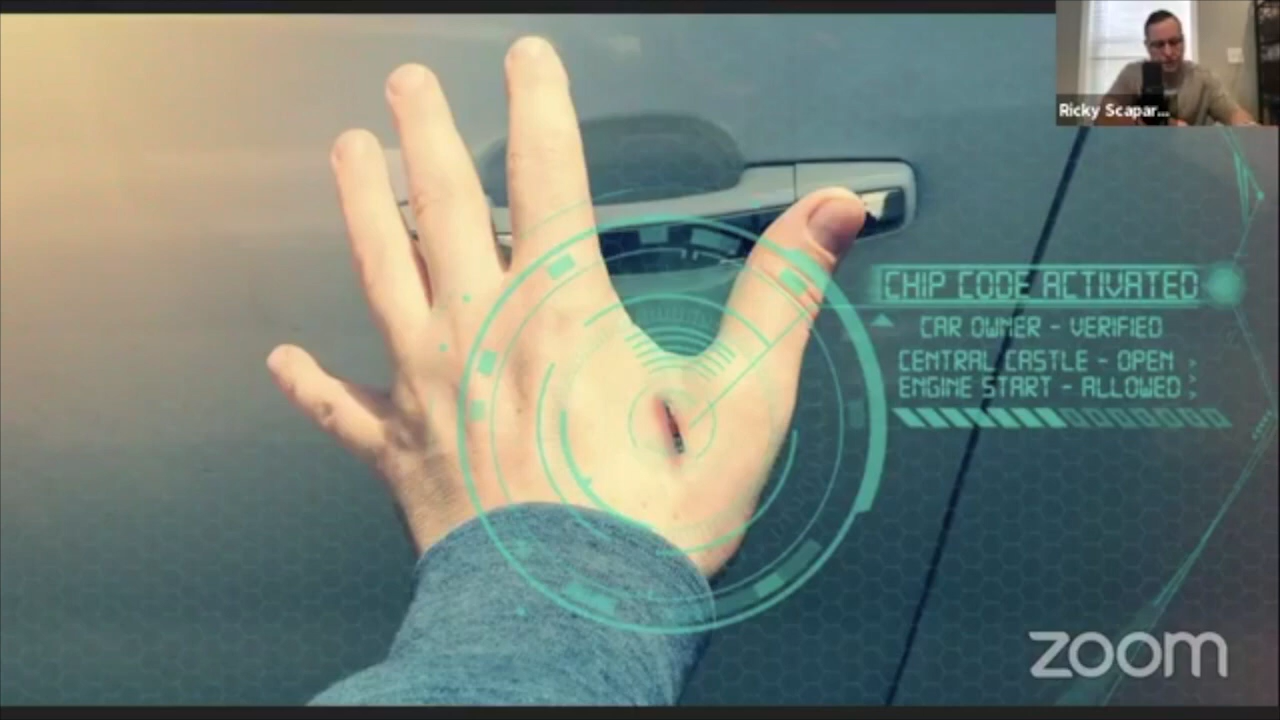 Ricky Scapar...
CHIP CODE ACTIVATED
CAR OWNER - VERIFIED
CENTRAL CASTLE - OPEN
ENGINE START - ALLOWED
zoom